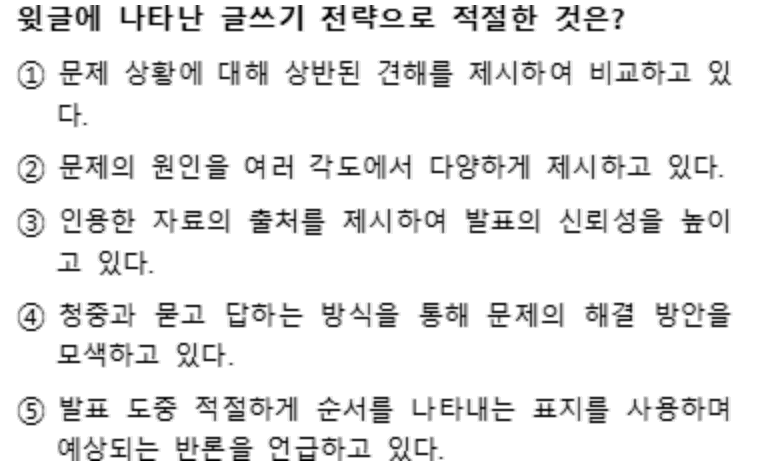 윗글에 나타난 글쓰기 전략으로 적절한 것은?
① 문제 상황에 대해 상반된 견해를 제시하여 비교하고 있
다.
② 문제의 원인을 여러 각도에서 다양하게 제시하고 있다.
③ 인용한 자료의 출처를 제시하여 발표의 신뢰성을 높이
고 있다.
④ 청중과 묻고 답하는 방식을 통해 문제의 해결 방안을
모색하고 있다.
⑤ 발표 도중 적절하게 순서를 나타내는 표지를 사용하며
예상되는 반론을 언급하고 있다.